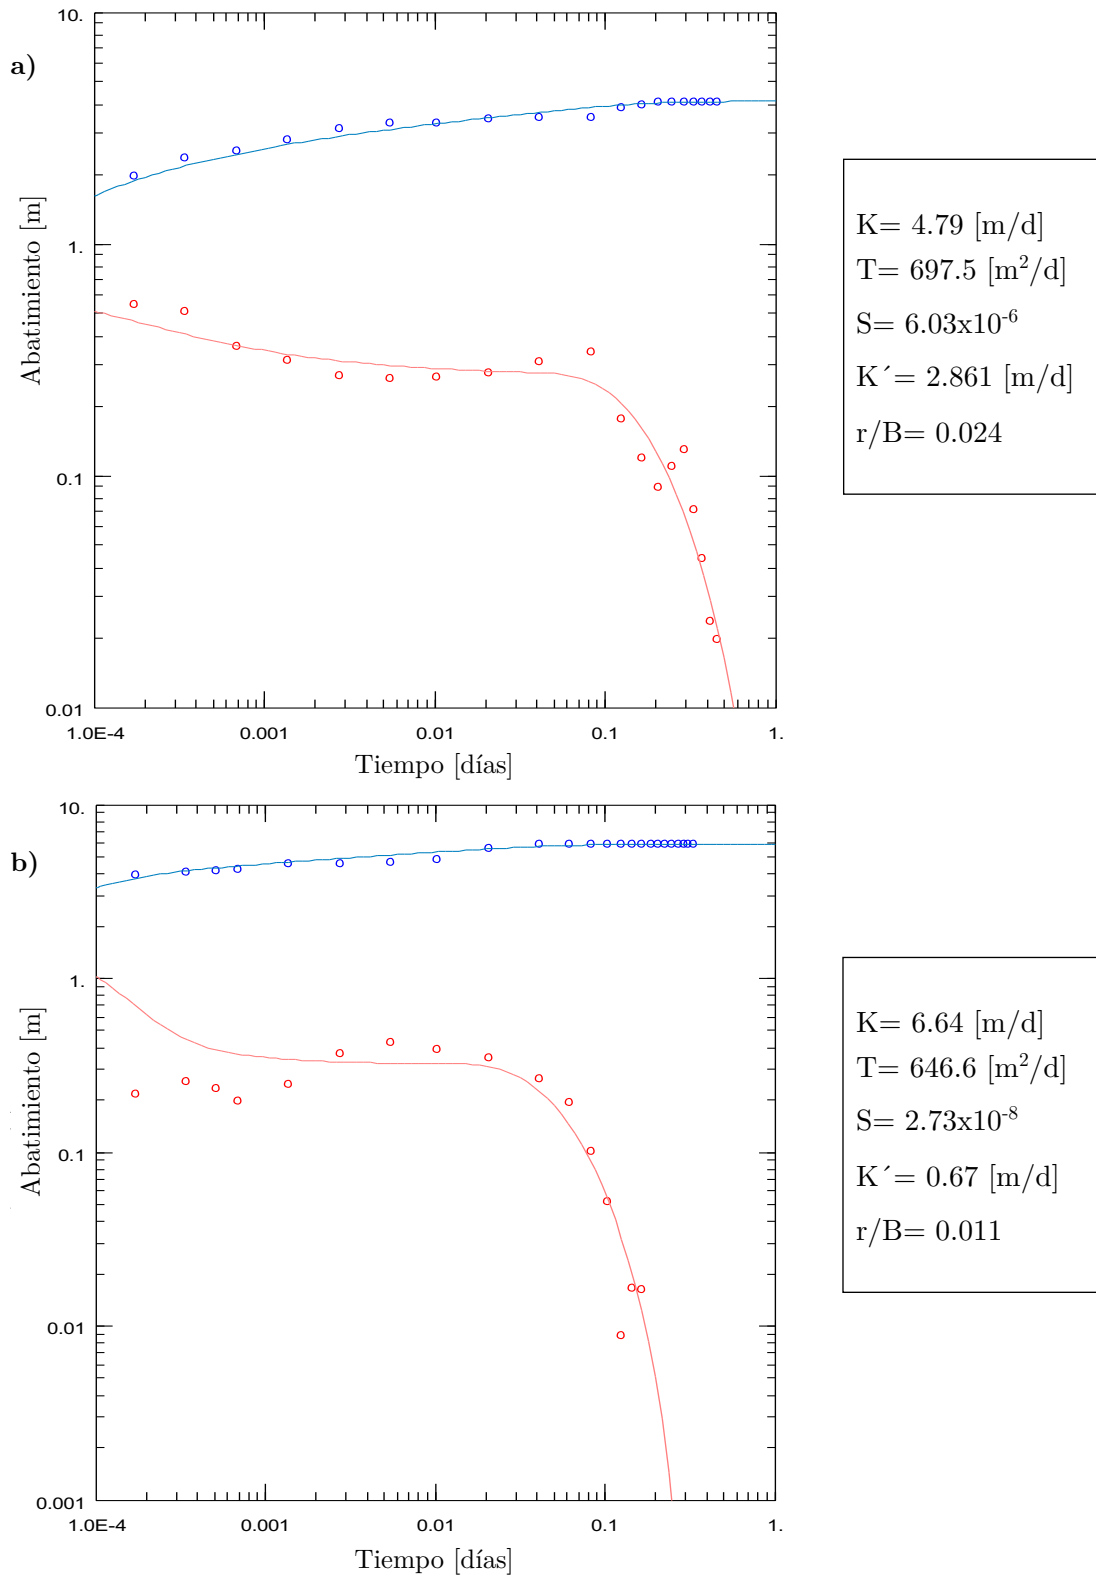 a)
10.
1.
0.1
0.01
Abatimiento [m]
1.0E-4
0.001
0.01
0.1
1.
Tiempo [días]
K= 4.79 [m/d]
T= 697.5 [m²/d]
S= 6.03x10⁻⁶
K´= 2.861 [m/d]
r/B= 0.024
b)
10.
1.
0.1
0.01
0.001
Abatimiento [m]
1.0E-4
0.001
0.01
0.1
1.
Tiempo [días]
K= 6.64 [m/d]
T= 646.6 [m²/d]
S= 2.73x10⁻⁸
K´= 0.67 [m/d]
r/B= 0.011